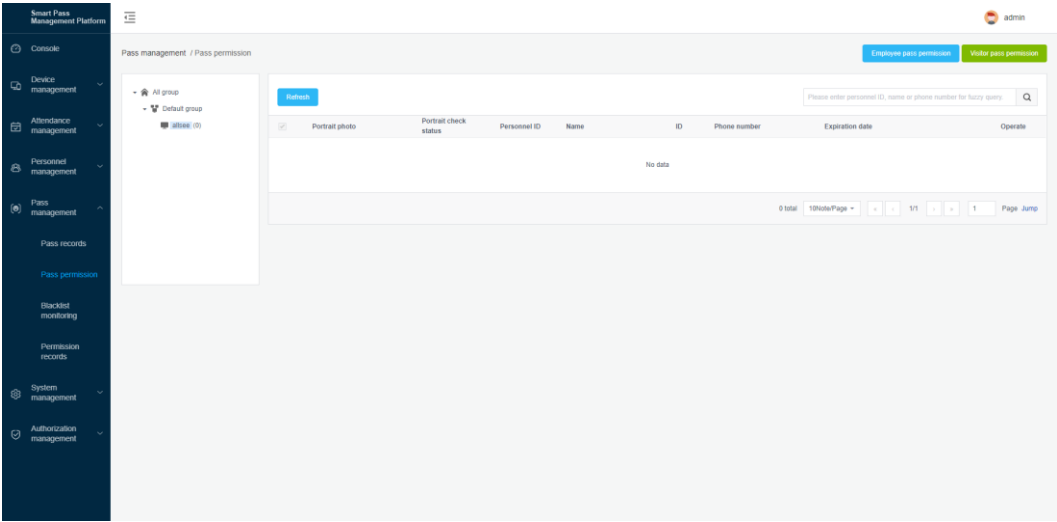 Smart Pass
Management Platform
admin
Console
Device
management
Attendance
management
Personnel
management
Pass
management
Pass records
Pass permission
Blacklist
monitoring
Permission
records
System
management
Authorization
management
Pass management / Pass permission
Employee pass permission
Visitor pass permission
All group
Default group
(0)
Refresh
Please enter personnel ID, name or phone number for fuzzy query.
Portrait photo
Portrait check
status
Personnel ID
Name
ID
Phone number
Expiration date
Operate
No data
0 total
10Note/Page
«
‹
1/1
›
»
1
Page
Jump